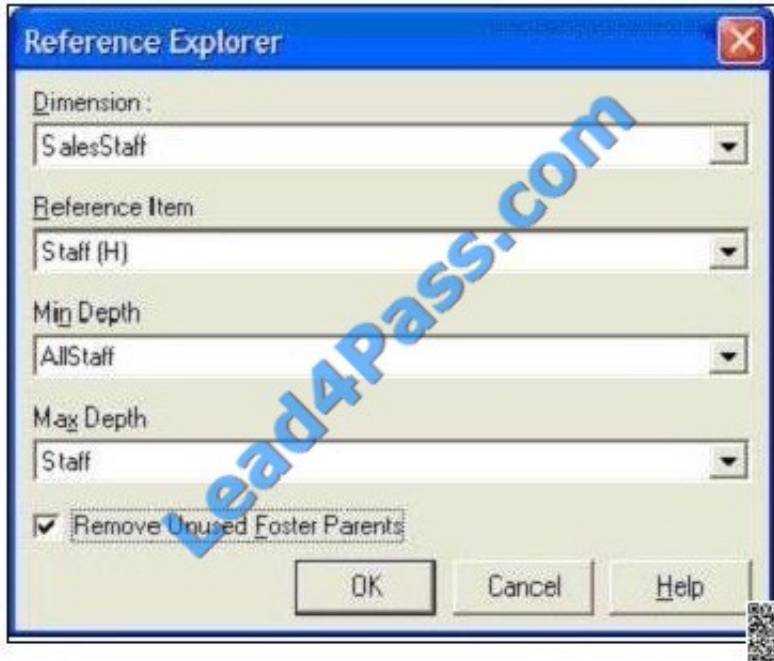 Reference Explorer
Dimension :
SalesStaff
Reference Item
Staff (H)
Min Depth
AllStaff
Max Depth
Staff
Remove Unused Foster Parents
OK Cancel Help
Lead4Pass.com